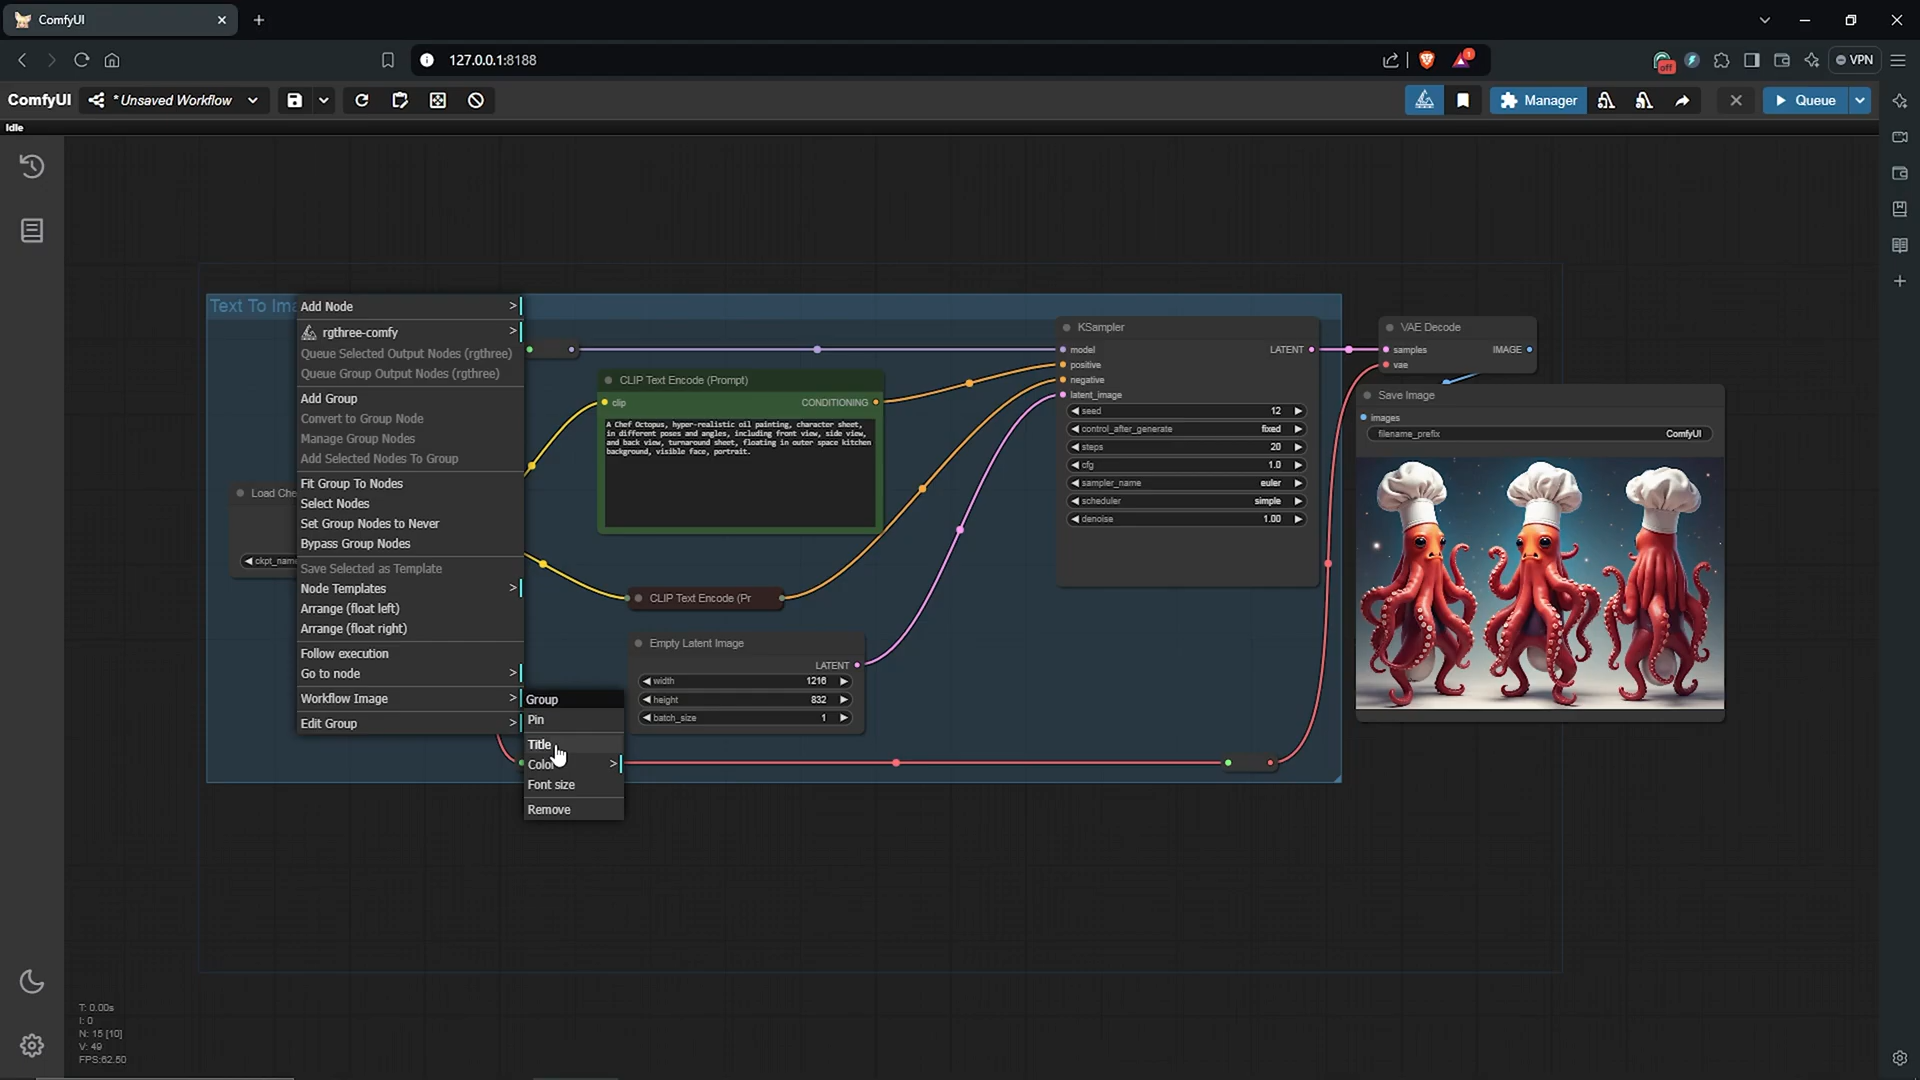 ComfyUI
127.0.0.1:8188
1
off
VPN
ComfyUI
* Unsaved Workflow
Manager
Queue
Idle
Text To Ima
Add Node
>
rgthree-comfy
>
Queue Selected Output Nodes (rgthree)
Queue Group Output Nodes (rgthree)
Add Group
Convert to Group Node
Manage Group Nodes
Add Selected Nodes To Group
Fit Group To Nodes
Select Nodes
Set Group Nodes to Never
Bypass Group Nodes
Save Selected as Template
Node Templates
>
Arrange (float left)
Arrange (float right)
Follow execution
Go to node
>
Workflow Image
>
Edit Group
>
Group
Pin
Title
Color
>
Font size
Remove
Load Che
ckpt_name
CLIP Text Encode (Prompt)
clip
CONDITIONING
A Chef Octopus, hyper-realistic oil painting, character sheet,
in different poses and angles, including front view, side view,
and back view, turnaround sheet, floating in outer space kitchen
background, visible face, portrait.
CLIP Text Encode (Pr
Empty Latent Image
LATENT
width 1216
height 832
batch_size 1
KSampler
model
LATENT
positive
negative
latent_image
seed 12
control_after_generate fixed
steps 20
cfg 1.0
sampler_name euler
scheduler simple
denoise 1.00
VAE Decode
samples
IMAGE
vae
Save Image
images
filename_prefix ComfyUI
T: 0.00s
I: 0
N: 15 [10]
V: 49
FPS:62.50